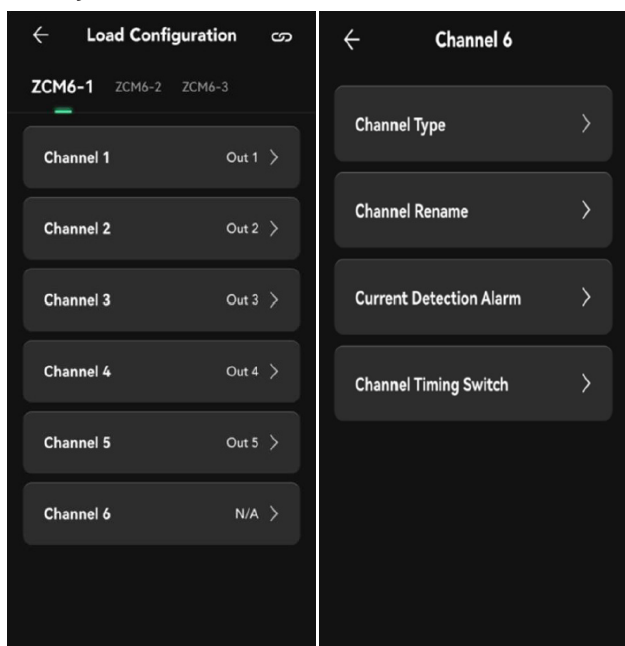 Load Configuration
ZCM6-1 ZCM6-2 ZCM6-3
Channel 1 Out 1
Channel 2 Out 2
Channel 3 Out 3
Channel 4 Out 4
Channel 5 Out 5
Channel 6 N/A
Channel 6
Channel Type
Channel Rename
Current Detection Alarm
Channel Timing Switch